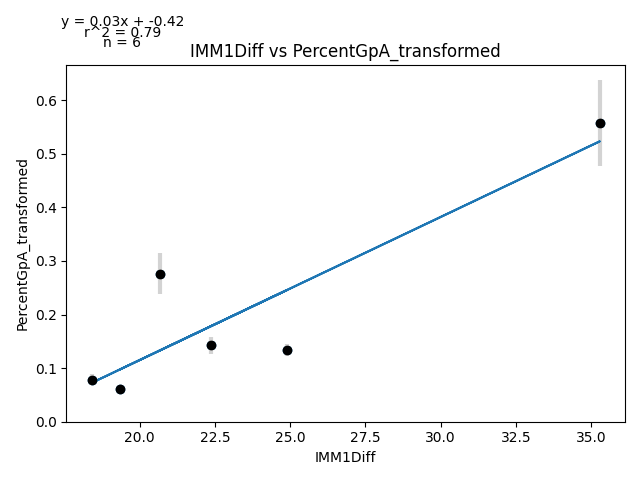 y = 0.03x + -0.42
r^2 = 0.79
n = 6
IMM1Diff vs PercentGpA_transformed
PercentGpA_transformed
0.6
0.5
0.4
0.3
0.2
0.1
0.0
20.0 22.5 25.0 27.5 30.0 32.5 35.0
IMM1Diff